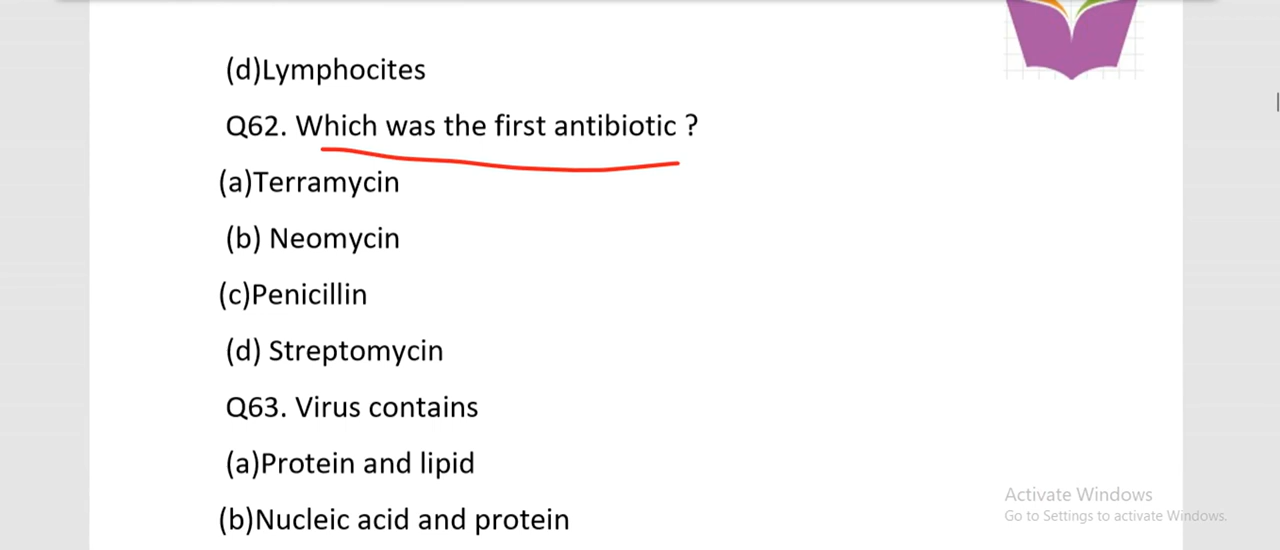 (d)Lymphocites
Q62. Which was the first antibiotic ?
(a)Terramycin
(b) Neomycin
(c)Penicillin
(d) Streptomycin
Q63. Virus contains
(a)Protein and lipid
(b)Nucleic acid and protein
Activate Windows
Go to Settings to activate Windows.